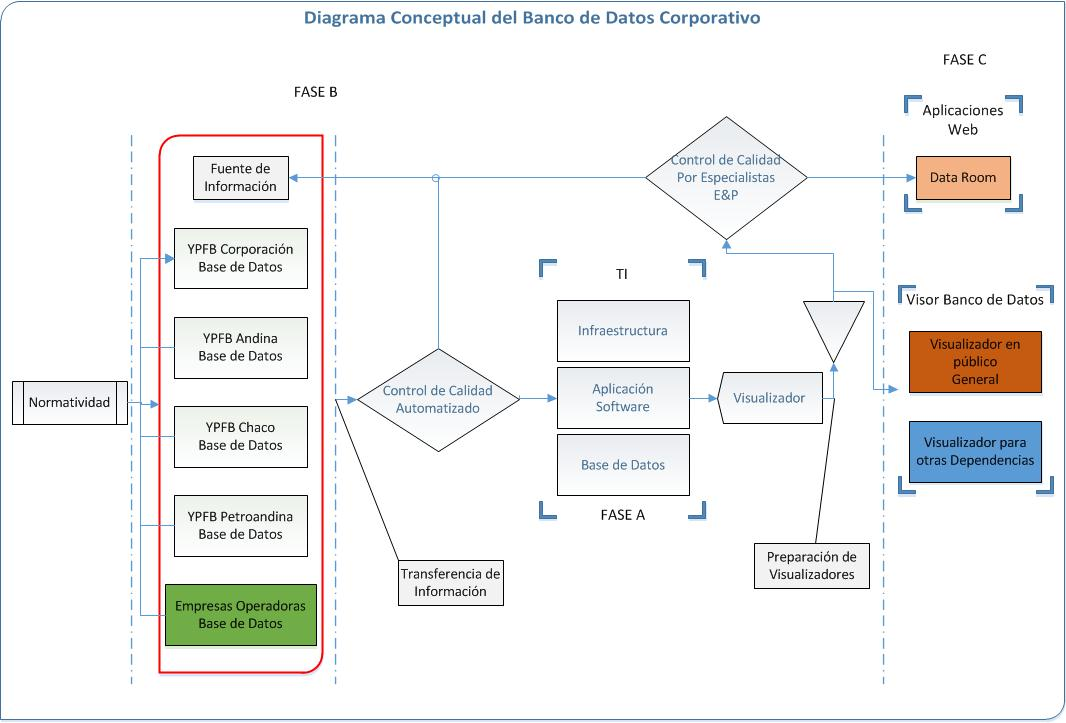 Diagrama Conceptual del Banco de Datos Corporativo
FASE C
FASE B
Aplicaciones
Web
Fuente de
Información
Control de Calidad
Por Especialistas
E&P
Data Room
YPFB Corporación
Base de Datos
TI
Visor Banco de Datos
Infraestructura
YPFB Andina
Base de Datos
Visualizador en
público
General
Normatividad
Control de Calidad
Automatizado
Aplicación
Software
Visualizador
YPFB Chaco
Base de Datos
Base de Datos
Visualizador para
otras Dependencias
YPFB Petroandina
Base de Datos
FASE A
Transferencia de
Información
Preparación de
Visualizadores
Empresas Operadoras
Base de Datos